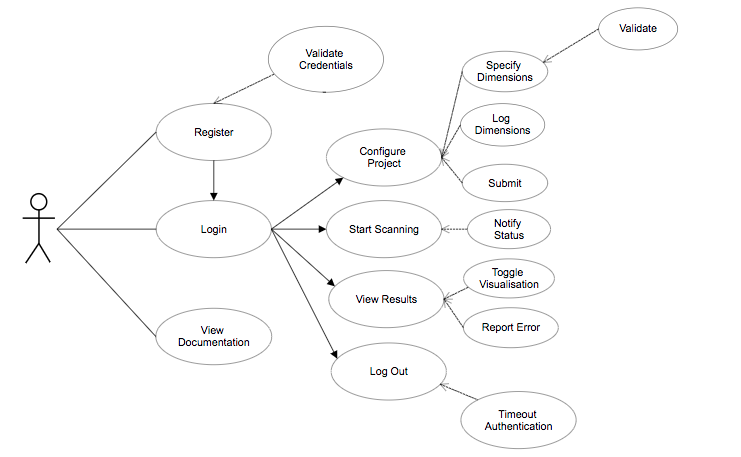 Validate
Validate
Credentials
Specify
Dimensions
Log
Dimensions
Register
Configure
Project
Submit
Login
Start Scanning
Notify
Status
Toggle
Visualisation
View Results
Report Error
View
Documentation
Log Out
Timeout
Authentication